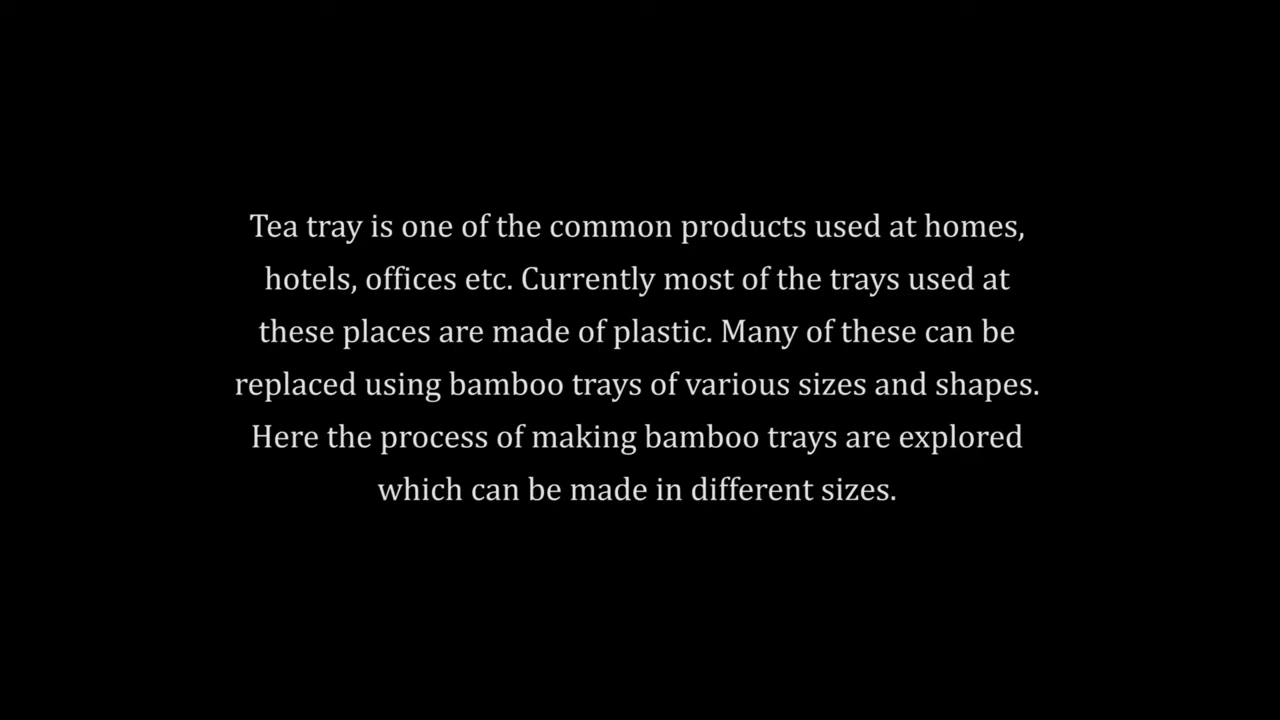 Tea tray is one of the common products used at homes,
hotels, offices etc. Currently most of the trays used at
these places are made of plastic. Many of these can be
replaced using bamboo trays of various sizes and shapes.
Here the process of making bamboo trays are explored
which can be made in different sizes.